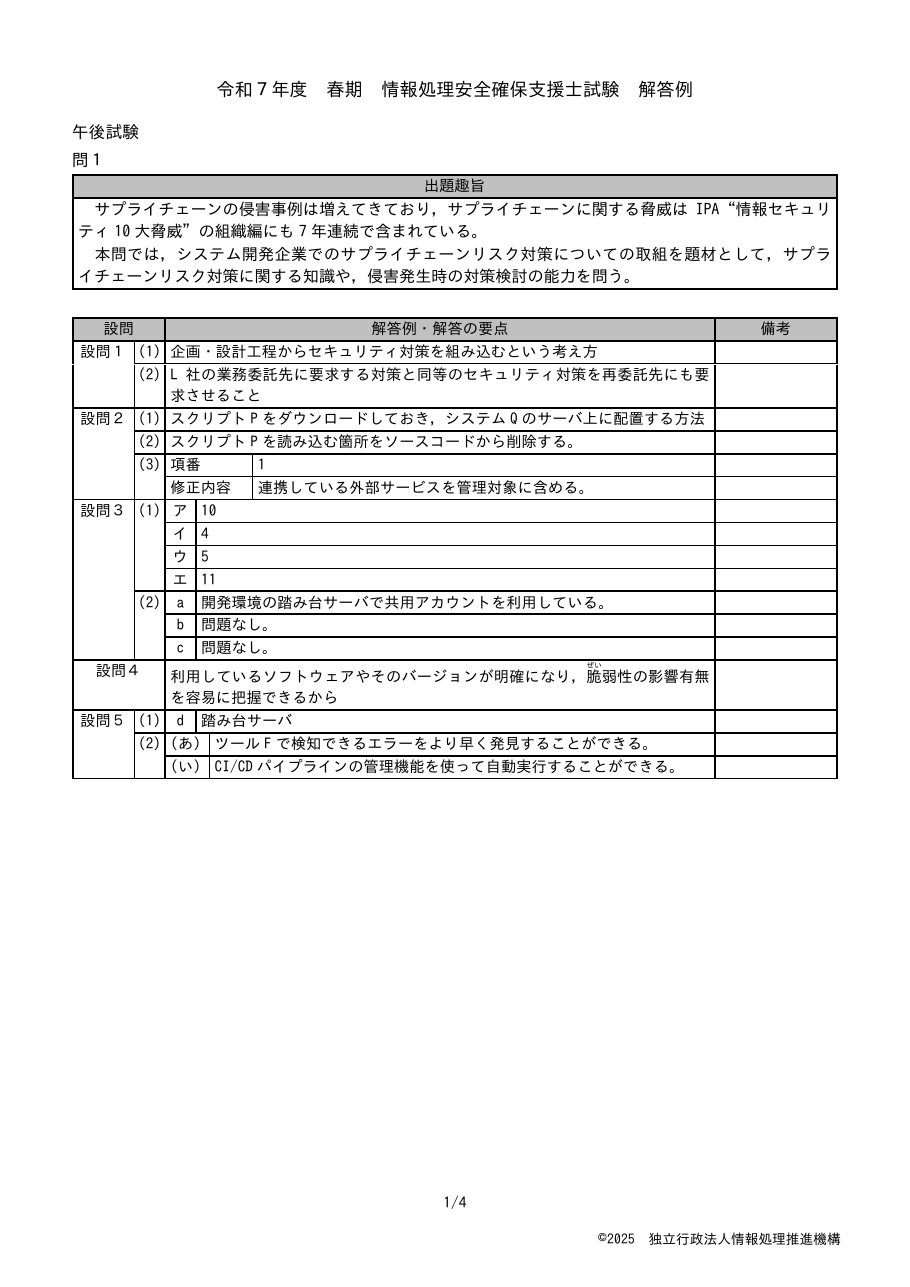 令和７年度　春期　情報処理安全確保支援士試験　解答例
午後試験
問１
出題趣旨
　サプライチェーンの侵害事例は増えてきており，サプライチェーンに関する脅威は IPA“情報セキュリ
ティ 10 大脅威”の組織編にも７年連続で含まれている。
　本問では，システム開発企業でのサプライチェーンリスク対策についての取組を題材として，サプラ
イチェーンリスク対策に関する知識や，侵害発生時の対策検討の能力を問う。
設問 解答例・解答の要点 備考
設問１ (1) 企画・設計工程からセキュリティ対策を組み込むという考え方
(2) L 社の業務委託先に要求する対策と同等のセキュリティ対策を再委託先にも要
求させること
設問２ (1) スクリプト P をダウンロードしておき，システム Q のサーバ上に配置する方法
(2) スクリプト P を読み込む箇所をソースコードから削除する。
(3) 項番 1
修正内容 連携している外部サービスを管理対象に含める。
設問３ (1) ア 10
イ 4
ウ 5
エ 11
(2) a 開発環境の踏み台サーバで共用アカウントを利用している。
b 問題なし。
c 問題なし。
設問４ 利用しているソフトウェアやそのバージョンが明確になり，脆弱性の影響有無
ぜい
を容易に把握できるから
設問５ (1) d 踏み台サーバ
(2) (あ) ツール F で検知できるエラーをより早く発見することができる。
(い) CI/CD パイプラインの管理機能を使って自動実行することができる。
1/4
©2025　独立行政法人情報処理推進機構